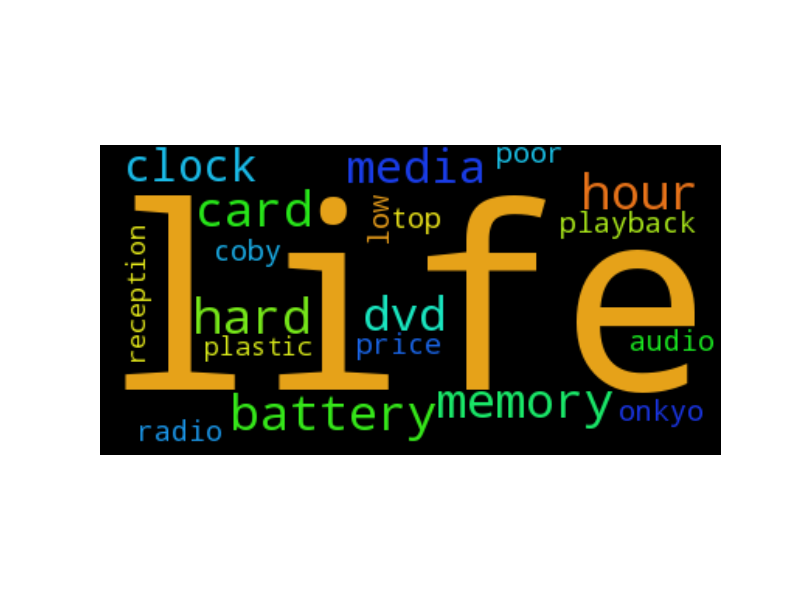 clock
media
poor
hour
card
low
top
playback
life
reception
coby
hard
dvd
plastic
price
audio
battery
memory
onkyo
radio